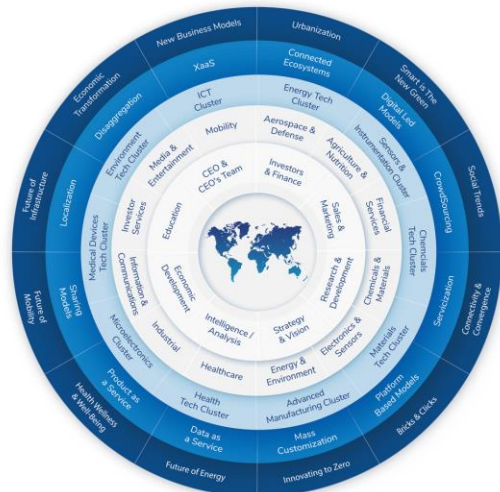 New Business Models
Urbanization
Smart is The
New Green
Social Trends
Connectivity &
Convergence
Bricks & Clicks
Innovating to Zero
Future of Energy
Health Wellness
& Well-Being
Future of
Mobility
Future of
Infrastructure
Economic
Transformation
XaaS
Connected
Ecosystems
Digital Led
Models
CrowdSourcing
Servicization
Platform
Based Models
Mass
Customization
Data as
a Service
Product as
a Service
Sharing
Models
Localization
Disaggregation
ICT
Cluster
Energy Tech
Cluster
Sensors &
Instrumentation Cluster
Chemcials
Tech Cluster
Materials
Tech Cluster
Advanced
Manufacturing Cluster
Health
Tech Cluster
Microelectronics
Cluster
Medical Devices
Tech Cluster
Environment
Tech Cluster
Mobility
Aerospace &
Defense
Agriculture &
Nutrition
Financial
Services
Chemicals &
Materials
Electronics &
Sensors
Energy &
Environment
Healthcare
Industrial
Information &
Communications
Investor
Services
Media &
Entertainment
CEO &
CEO's Team
Investors
& Finance
Sales &
Marketing
Research &
Development
Strategy
& Vision
Intelligence /
Analysis
Economic
Development
Education